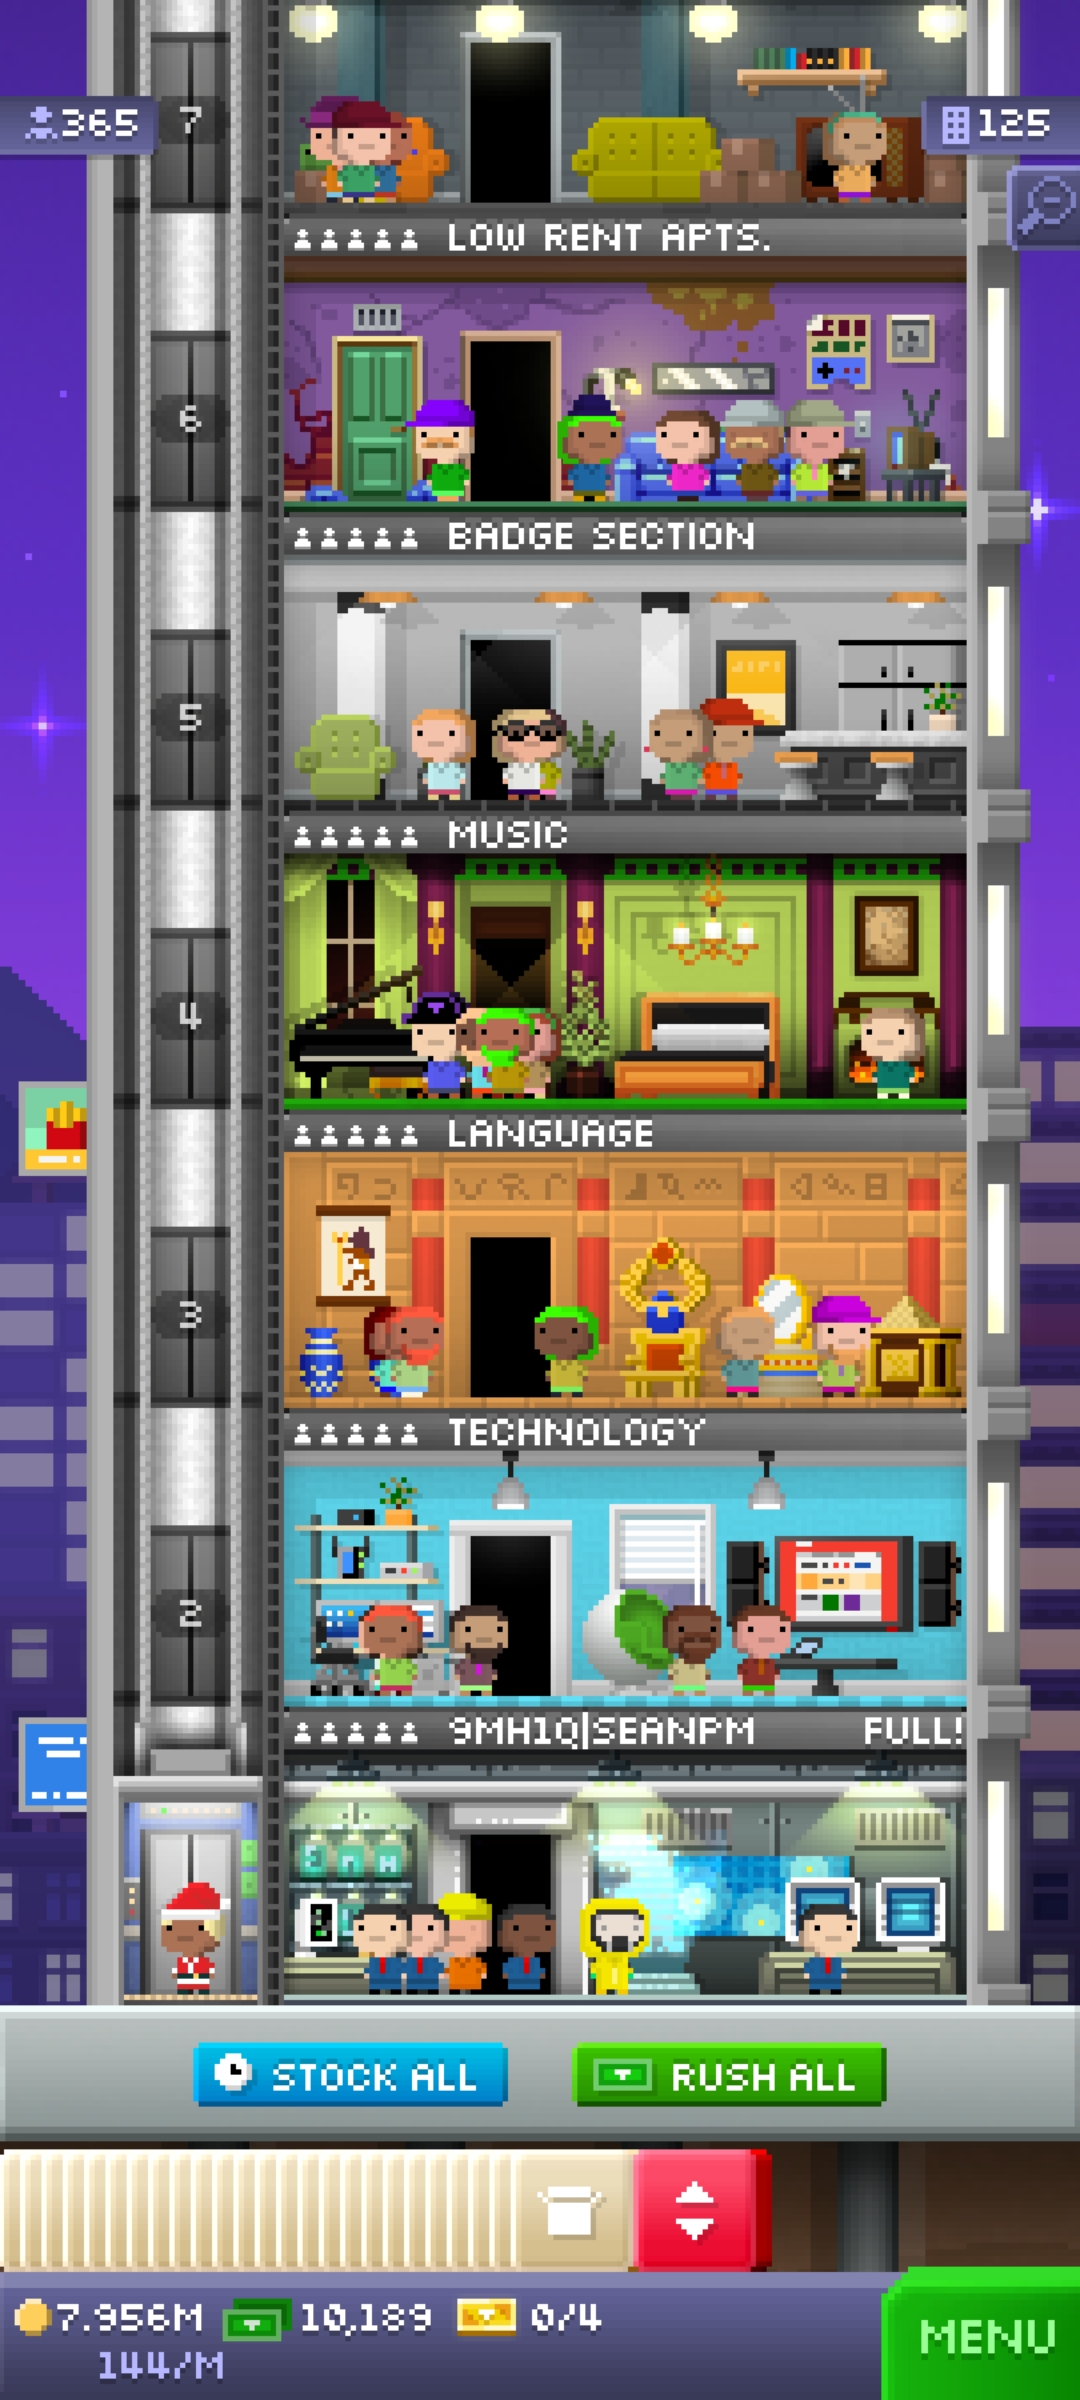 7
365
125
LOW RENT APTS.
6
BADGE SECTION
5
MUSIC
4
LANGUAGE
3
TECHNOLOGY
2
9MH1Q|SEANPM FULL!
STOCK ALL
RUSH ALL
7.956M 10,189 0/4
144/M
MENU